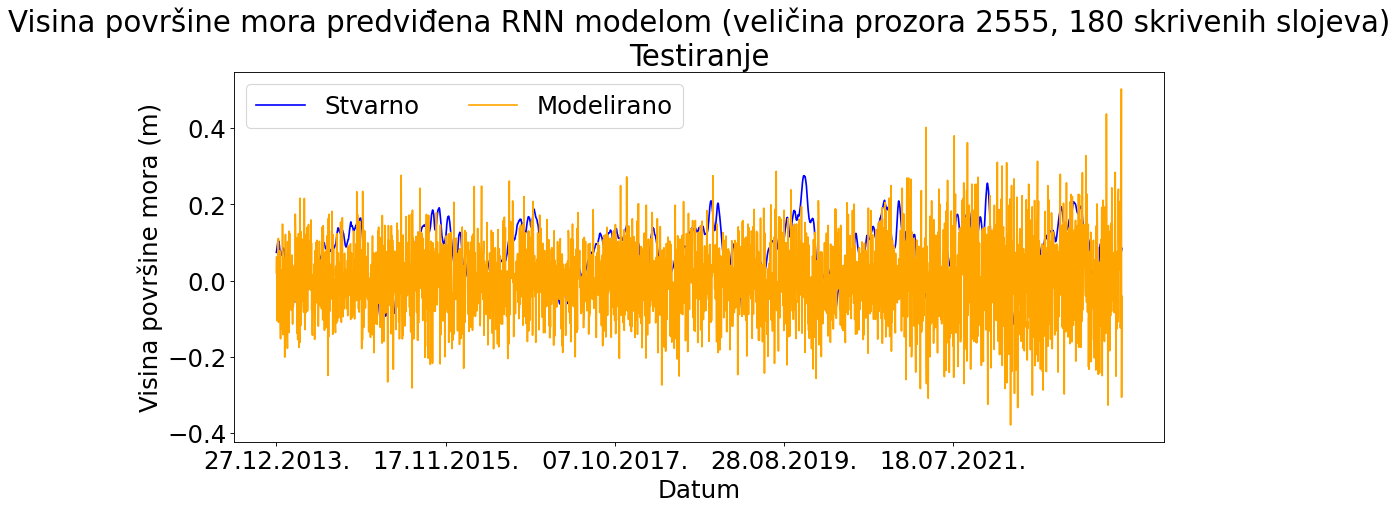 Visina površine mora predviđena RNN modelom (veličina prozora 2555, 180 skrivenih slojeva)
Testiranje
Stvarno
Modelirano
Visina površine mora (m)
0.4
0.2
0.0
−0.2
−0.4
27.12.2013.
17.11.2015.
07.10.2017.
28.08.2019.
18.07.2021.
Datum